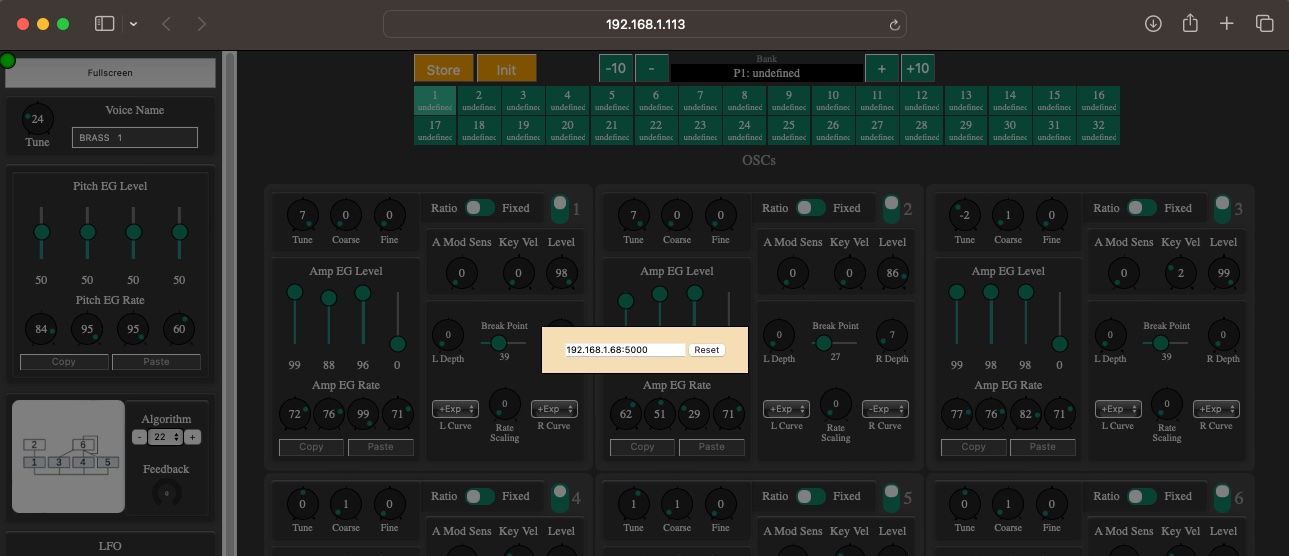 192.168.1.113
Fullscreen
24
Tune
Voice Name
BRASS 1
Pitch EG Level
50 50 50 50
Pitch EG Rate
84 95 95 60
Copy Paste
2 6
1 3 4 5
Algorithm
- 22 +
Feedback
LFO
Store Init
-10 -
Bank
P1: undefined
+ +10
1 2 3 4 5 6 7 8 9 10 11 12 13 14 15 16
undefined undefined undefined undefined undefined undefined undefined undefined undefined undefined undefined undefined undefined undefined undefined undefined
17 18 19 20 21 22 23 24 25 26 27 28 29 30 31 32
undefined undefined undefined undefined undefined undefined undefined undefined undefined undefined undefined undefined undefined undefined undefined undefined
OSCs
7 0 0
Tune Coarse Fine
Ratio Fixed 1
A Mod Sens Key Vel Level
0 0 98
Amp EG Level
99 88 96 0
Amp EG Rate
72 76 99 71
Copy Paste
0
L Depth
Break Point
39
+Exp
L Curve
0
Rate
Scaling
+Exp
R Curve
7 0 0
Tune Coarse Fine
Ratio Fixed 2
A Mod Sens Key Vel Level
0 0 86
Amp EG Level
192.168.1.68:5000 Reset
Amp EG Rate
62 51 29 71
Copy Paste
0
L Depth
Break Point
27
7
R Depth
+Exp
L Curve
0
Rate
Scaling
-Exp
R Curve
-2 1 0
Tune Coarse Fine
Ratio Fixed 3
A Mod Sens Key Vel Level
0 2 99
Amp EG Level
99 98 98 0
Amp EG Rate
77 76 82 71
Copy Paste
0
L Depth
Break Point
39
0
R Depth
+Exp
L Curve
0
Rate
Scaling
+Exp
R Curve
0 1 0
Tune Coarse Fine
Ratio Fixed 4
A Mod Sens Key Vel Level
1 1 0
Tune Coarse Fine
Ratio Fixed 5
A Mod Sens Key Vel Level
0 1 0
Tune Coarse Fine
Ratio Fixed 6
A Mod Sens Key Vel Level